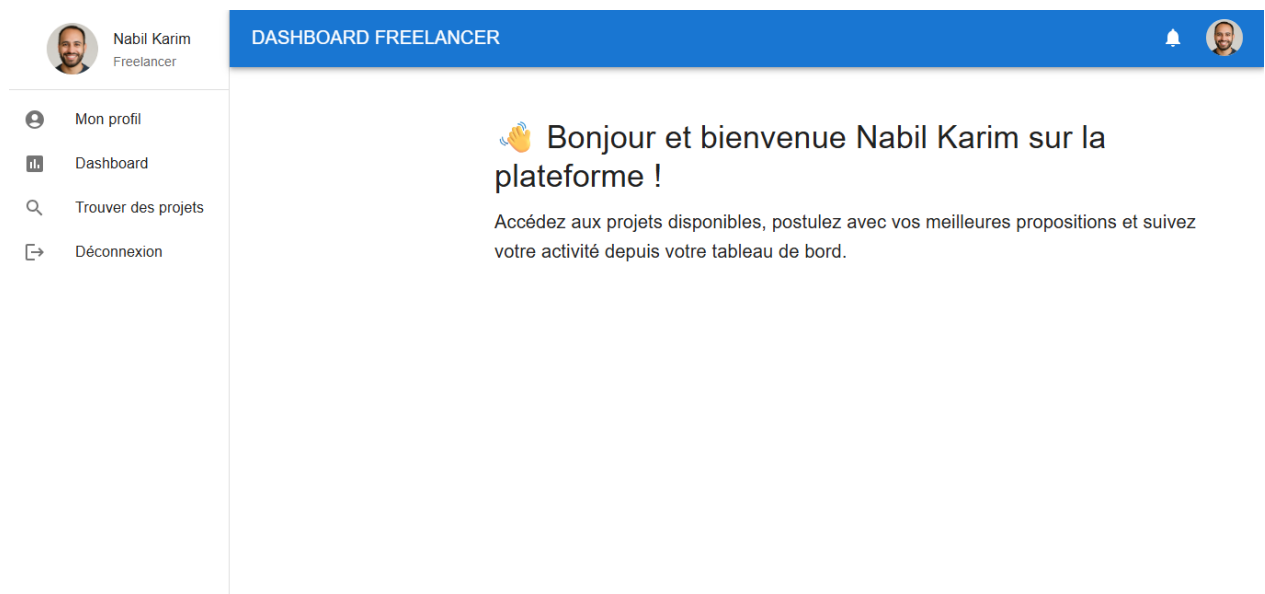 Nabil Karim
Freelancer
Mon profil
Dashboard
Trouver des projets
Déconnexion
DASHBOARD FREELANCER
👋 Bonjour et bienvenue Nabil Karim sur la
plateforme !
Accédez aux projets disponibles, postulez avec vos meilleures propositions et suivez
votre activité depuis votre tableau de bord.